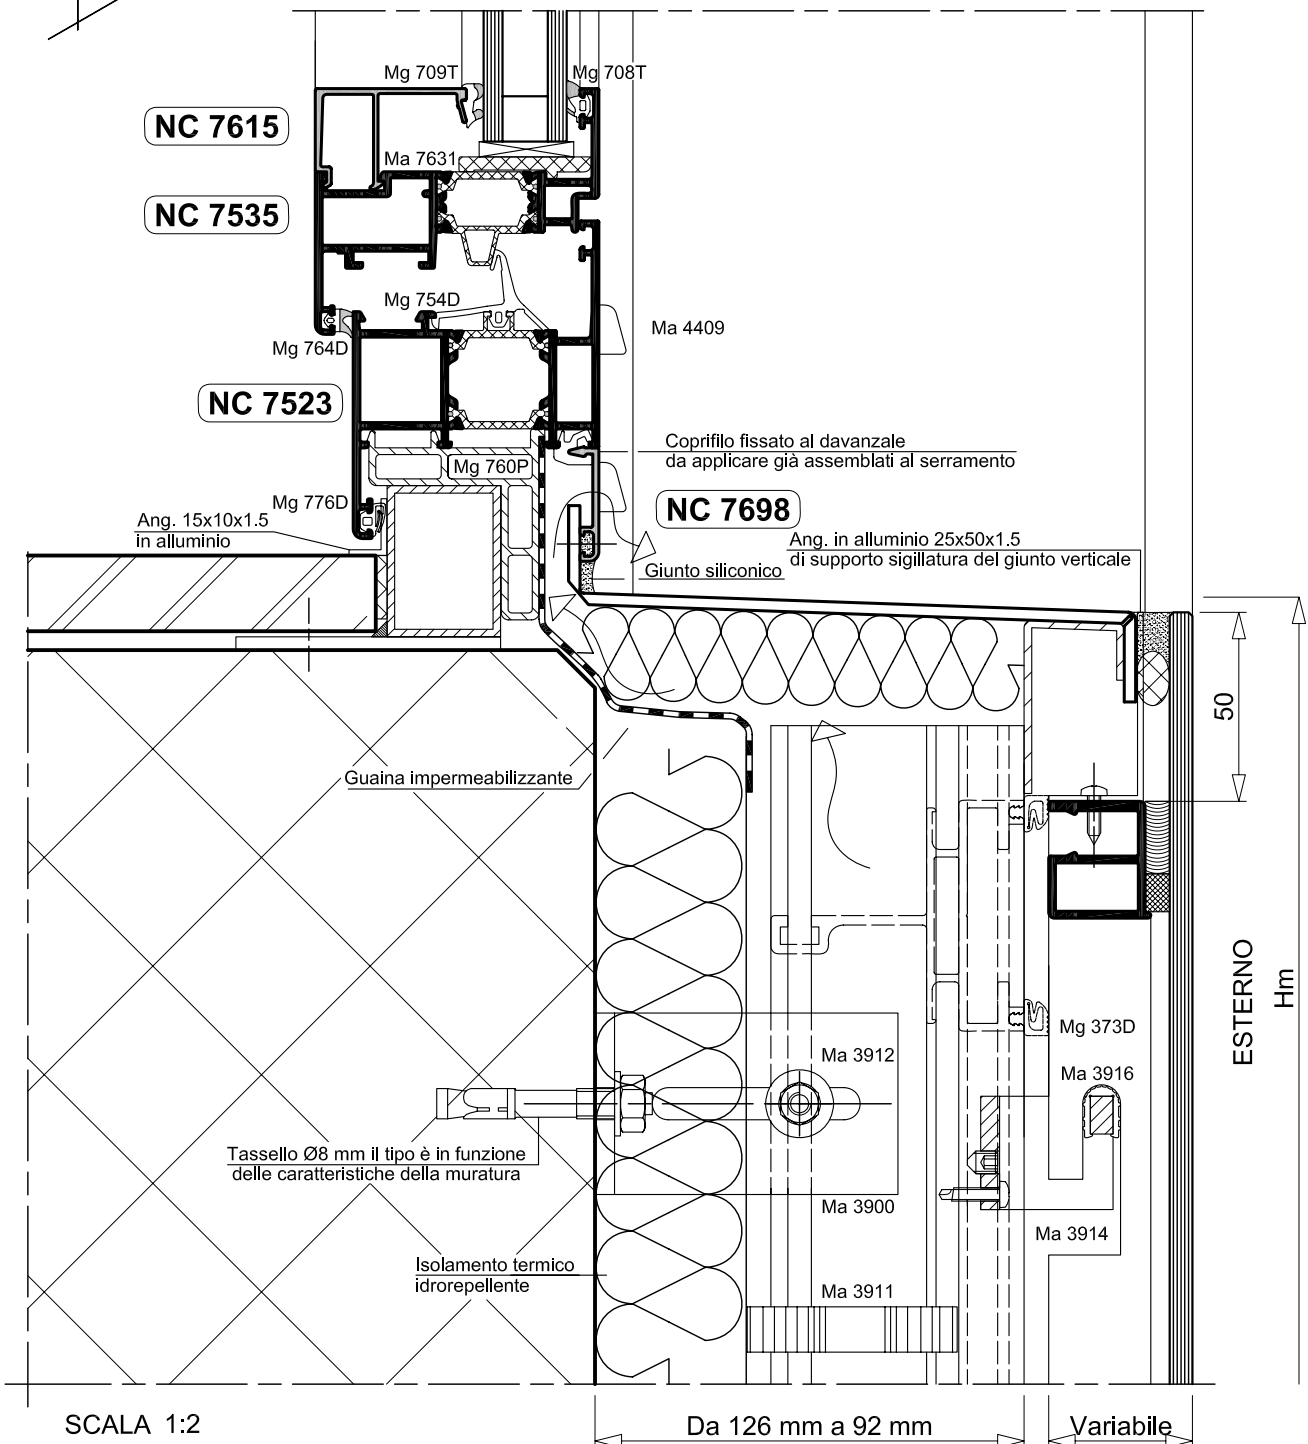 Mg 709T
Mg 708T
NC 7615
Ma 7631
NC 7535
Mg 754D
Ma 4409
Mg 764D
NC 7523
Coprifilo fissato al davanzale
da applicare già assemblati al serramento
Mg 760P
NC 7698
Mg 776D
Ang. 15x10x1.5
in alluminio
Ang. in alluminio 25x50x1.5
di supporto sigillatura del giunto verticale
Giunto siliconico
50
Guaina impermeabilizzante
ESTERNO
Hm
Mg 373D
Ma 3912
Ma 3916
Tassello Ø8 mm il tipo è in funzione
delle caratteristiche della muratura
Ma 3900
Ma 3914
Isolamento termico
idrorepellente
Ma 3911
SCALA 1:2
Da 126 mm a 92 mm
Variabile